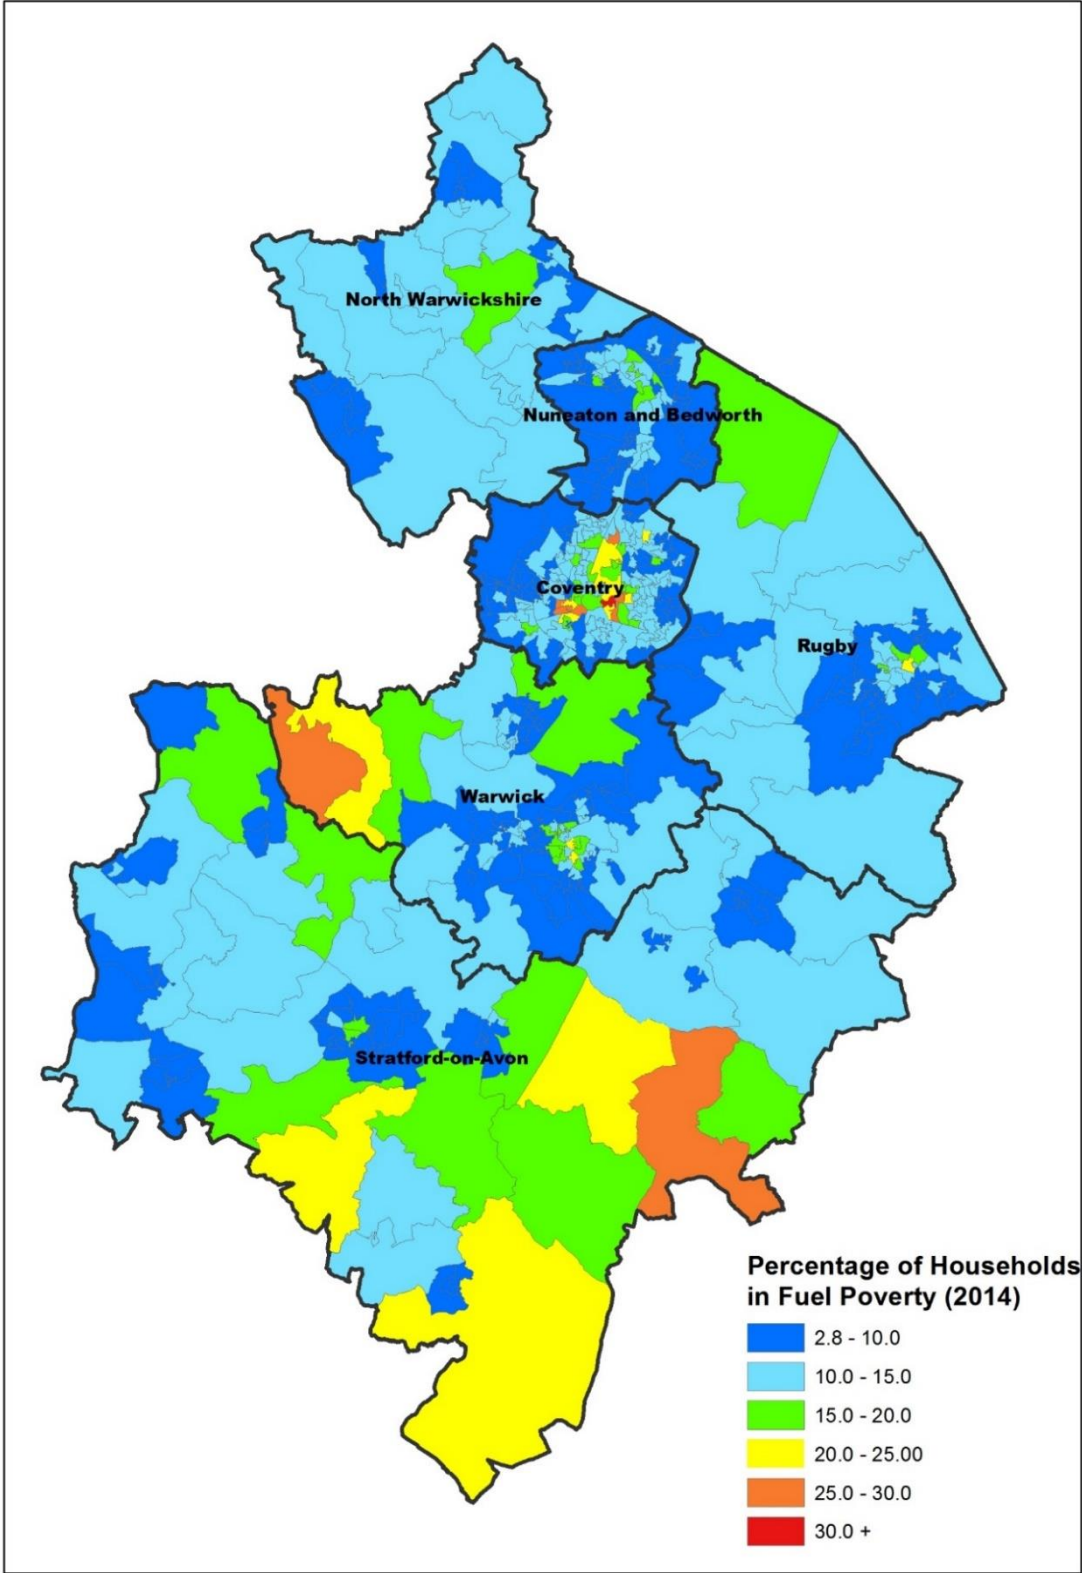 North Warwickshire
Nuneaton and Bedworth
Coventry
Rugby
Warwick
Stratford-on-Avon
Percentage of Households
in Fuel Poverty (2014)
2.8 - 10.0
10.0 - 15.0
15.0 - 20.0
20.0 - 25.00
25.0 - 30.0
30.0 +